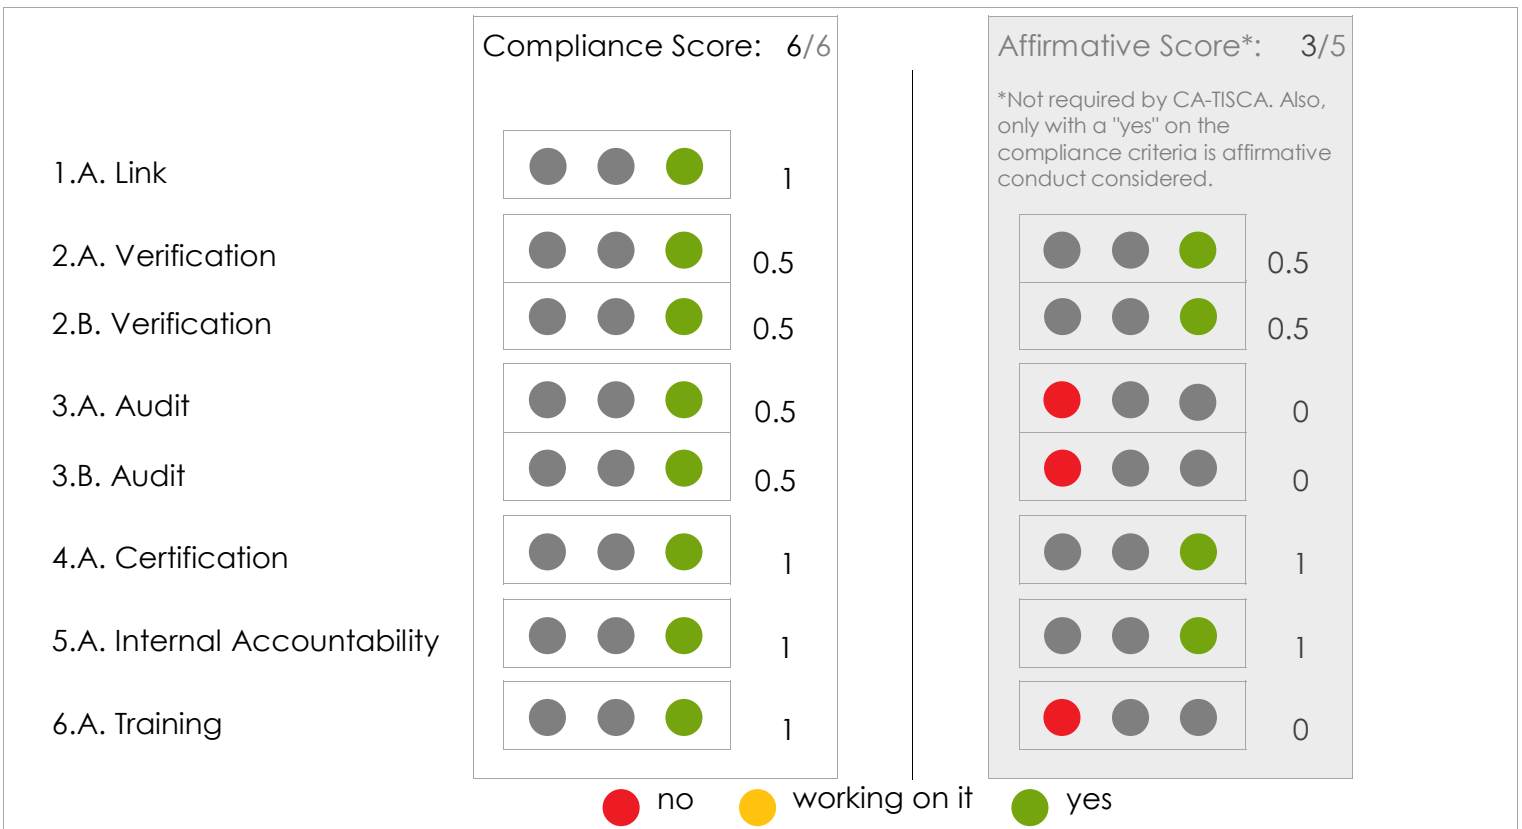 Compliance Score: 6/6
Affirmative Score*: 3/5
*Not required by CA-TISCA. Also,
only with a "yes" on the
compliance criteria is affirmative
conduct considered.
1.A. Link 1
2.A. Verification 0.5 0.5
2.B. Verification 0.5 0.5
3.A. Audit 0.5 0
3.B. Audit 0.5 0
4.A. Certification 1 1
5.A. Internal Accountability 1 1
6.A. Training 1 0
no working on it yes